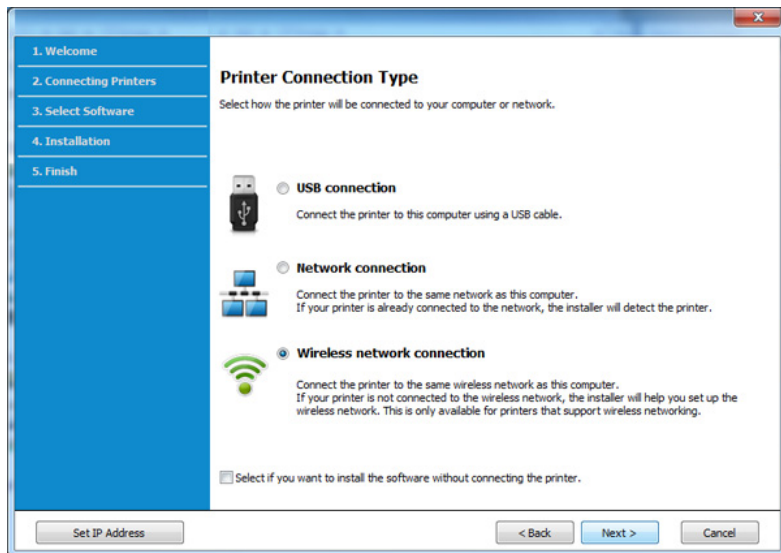 1. Welcome
2. Connecting Printers
3. Select Software
4. Installation
5. Finish
Printer Connection Type
Select how the printer will be connected to your computer or network.
USB connection
Connect the printer to this computer using a USB cable.
Network connection
Connect the printer to the same network as this computer.
If your printer is already connected to the network, the installer will detect the printer.
Wireless network connection
Connect the printer to the same wireless network as this computer.
If your printer is not connected to the wireless network, the installer will help you set up the
wireless network. This is only available for printers that support wireless networking.
Select if you want to install the software without connecting the printer.
Set IP Address
< Back
Next >
Cancel